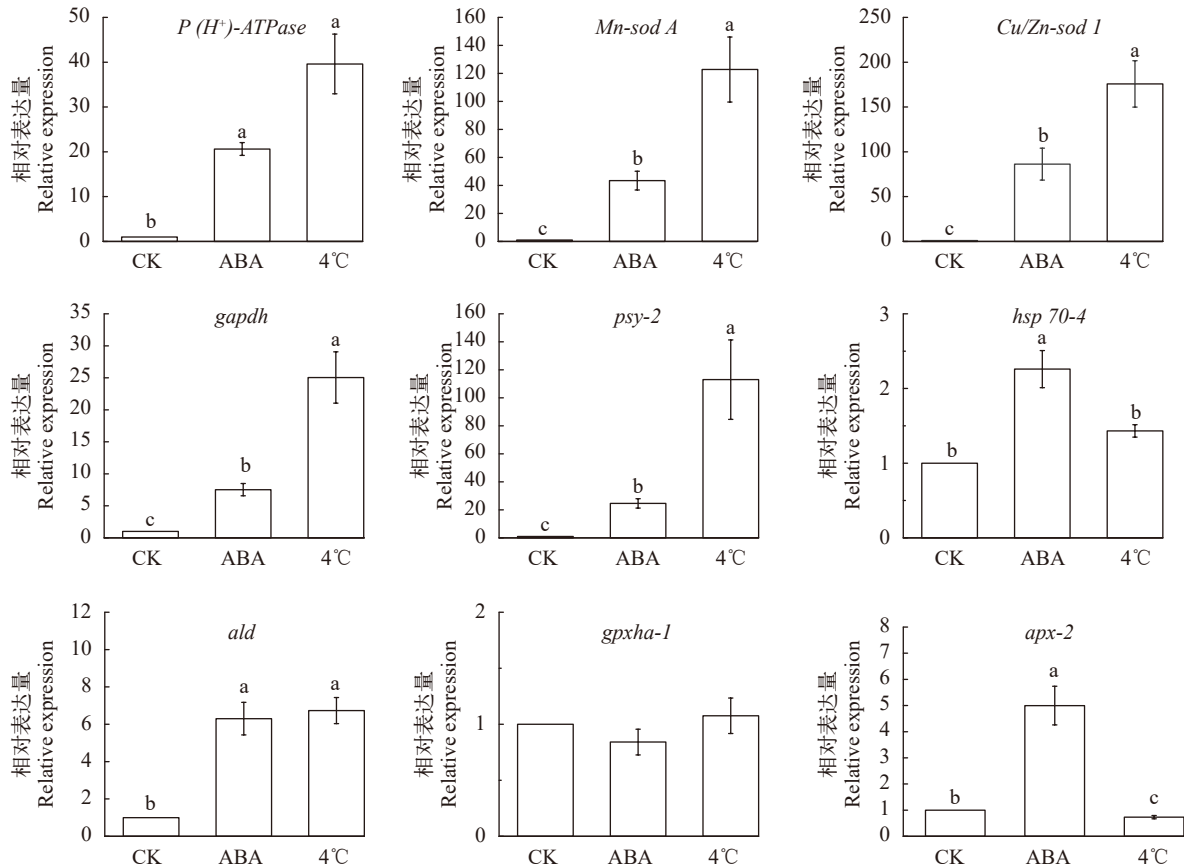 P (H⁺)-ATPase
相对表达量
Relative expression
50
40
30
20
10
0
b
a
a
CK ABA 4℃
Mn-sod A
相对表达量
Relative expression
160
140
120
100
80
60
40
20
0
c
b
a
CK ABA 4℃
Cu/Zn-sod 1
相对表达量
Relative expression
250
200
150
100
50
0
c
b
a
CK ABA 4℃
gapdh
相对表达量
Relative expression
35
30
25
20
15
10
5
0
c
b
a
CK ABA 4℃
psy-2
相对表达量
Relative expression
160
140
120
100
80
60
40
20
0
c
b
a
CK ABA 4℃
hsp 70-4
相对表达量
Relative expression
3
2
1
0
b
a
b
CK ABA 4℃
ald
相对表达量
Relative expression
12
10
8
6
4
2
0
b
a
a
CK ABA 4℃
gpxha-1
相对表达量
Relative expression
2
1
0
CK ABA 4℃
apx-2
相对表达量
Relative expression
8
7
6
5
4
3
2
1
0
b
a
c
CK ABA 4℃